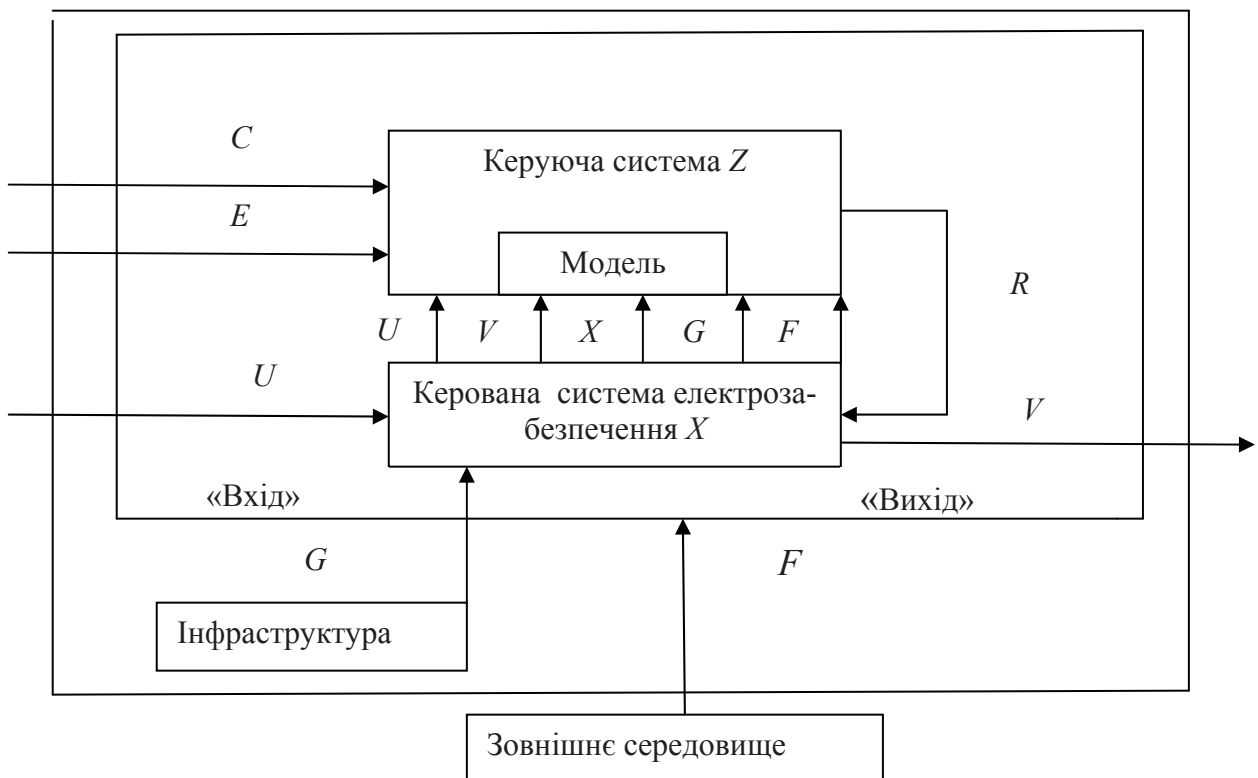 C
Керуюча система Z
E
Модель
R
U V X G F
U
Керована система електроза-
безпечення X
V
«Вхід»
«Вихід»
G
F
Інфраструктура
Зовнішнє середовище